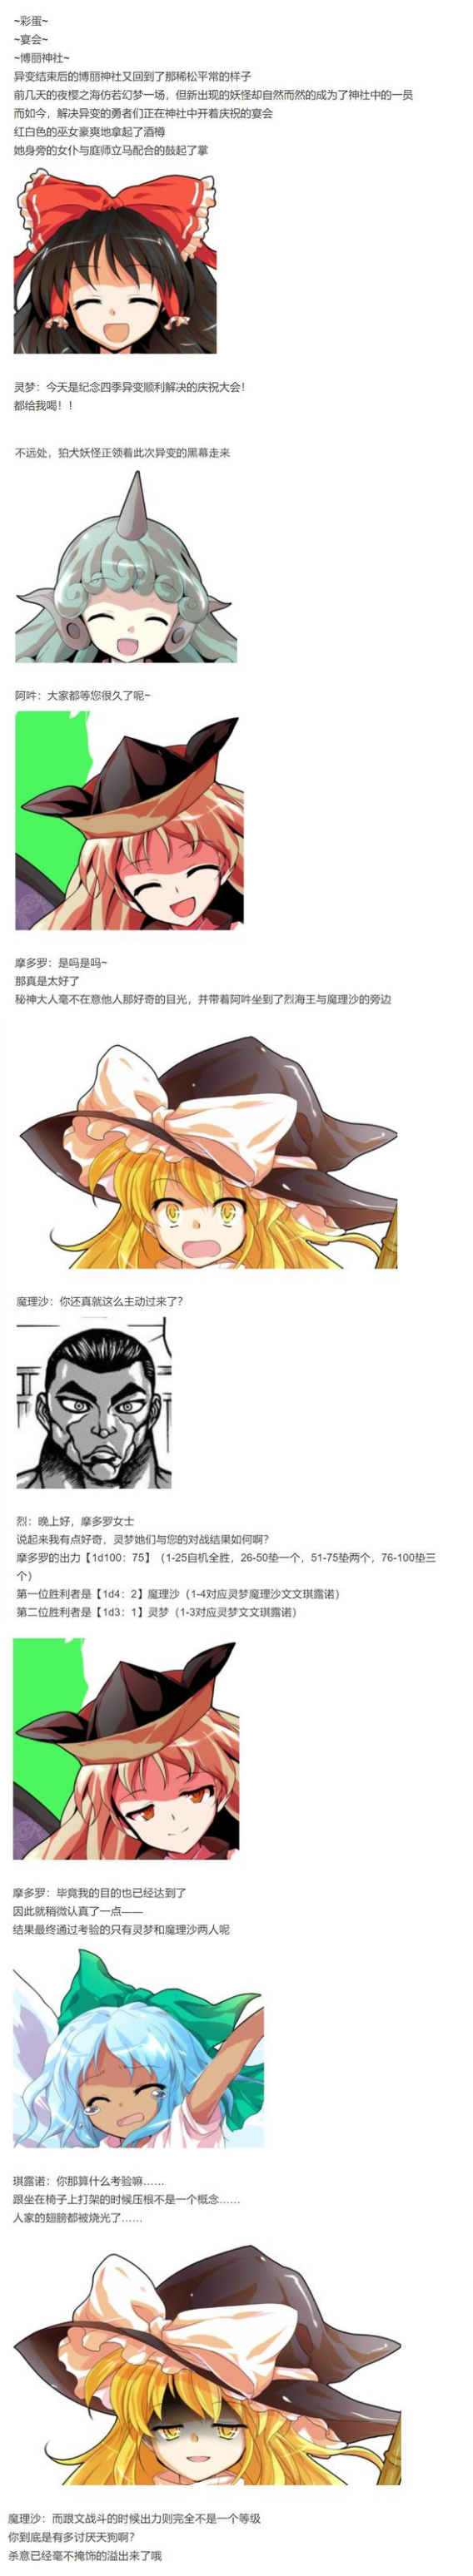 ~彩蛋~
~宴会~
~博丽神社~
异变结束后的博丽神社又回到了那稀松平常的样子
前几天的夜樱之海仿若幻梦一场，但新出现的妖怪却自然而然的成为了神社中的一员
而如今，解决异变的勇者们正在神社中开着庆祝的宴会
红白色的巫女豪爽地拿起了酒樽
她身旁的女仆与庭师立马配合的鼓起了掌
灵梦：今天是纪念四季异变顺利解决的庆祝大会！
都给我喝！！
不远处，狛犬妖怪正领着此次异变的黑幕走来
阿吽：大家都等您很久了呢~
摩多罗：是吗是吗~
那真是太好了
秘神大人毫不在意他人那好奇的目光，并带着阿吽坐到了烈海王与魔理沙的旁边
魔理沙：你还真就这么主动过来了？
烈：晚上好，摩多罗女士
说起来我有点好奇，灵梦她们与您的对战结果如何啊？
摩多罗的出力【1d100：75】（1-25自机全胜，26-50垫一个，51-75垫两个，76-100垫三
个）
第一位胜利者是【1d4：2】魔理沙（1-4对应灵梦魔理沙文文琪露诺）
第二位胜利者是【1d3：1】灵梦（1-3对应灵梦文文琪露诺）
摩多罗：毕竟我的目的也已经达到了
因此就稍微认真了一点——
结果最终通过考验的只有灵梦和魔理沙两人呢
琪露诺：你那算什么考验嘛……
跟坐在椅子上打架的时候压根不是一个概念……
人家的翅膀都被烧光了……
魔理沙：而跟文战斗的时候出力则完全不是一个等级
你到底是有多讨厌天狗啊？
杀意已经毫不掩饰的溢出来了哦